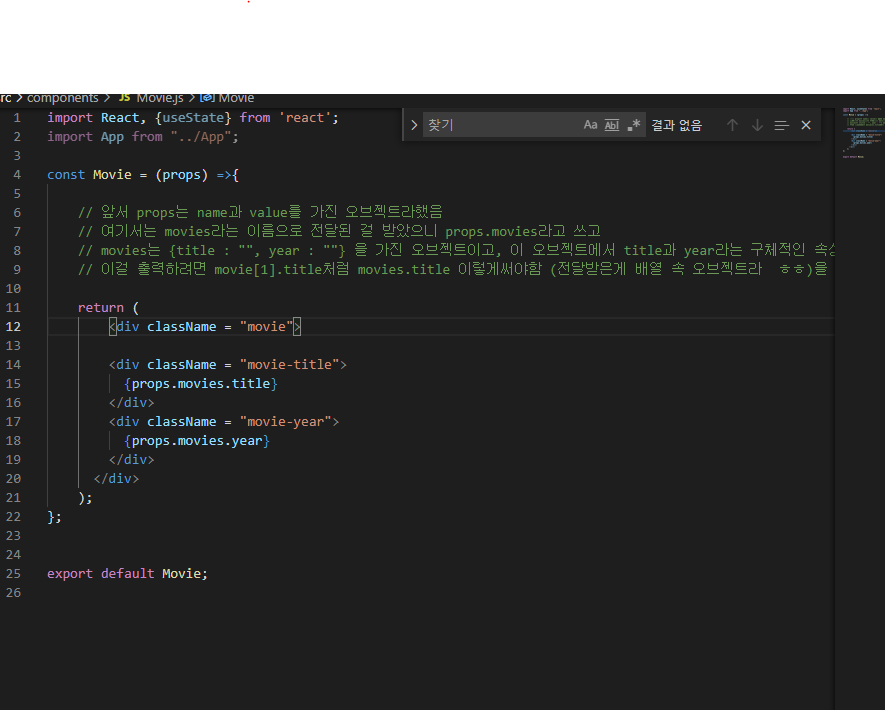 rc > components > JS Movie.js > Movie
찾기 Aa Abl .* 결과 없음
1 import React, {useState} from 'react';
2 import App from "../App";
3
4 const Movie = (props) =>{
5
6 // 앞서 props는 name과 value를 가진 오브젝트라했음
7 // 여기서는 movies라는 이름으로 전달된 걸 받았으니 props.movies라고 쓰고
8 // movies는 {title : "", year : ""} 을 가진 오브젝트이고, 이 오브젝트에서 title과 year라는 구체적인 속성
9 // 이걸 출력하려면 movie[1].title처럼 movies.title 이렇게써야함 (전달받은게 배열 속 오브젝트라 ㅎㅎ)을
10
11 return (
12 <div className = "movie">
13
14 <div className = "movie-title">
15 {props.movies.title}
16 </div>
17 <div className = "movie-year">
18 {props.movies.year}
19 </div>
20 </div>
21 );
22 };
23
24
25 export default Movie;
26